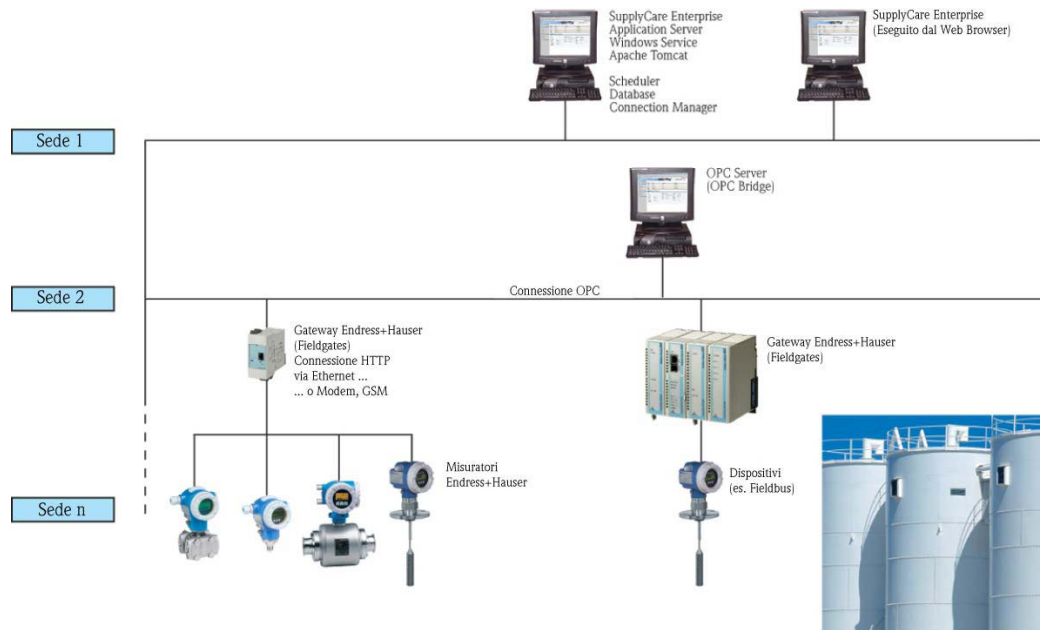 SupplyCare Enterprise
Application Server
Windows Service
Apache Tomcat
Scheduler
Database
Connection Manager
SupplyCare Enterprise
(Eseguito dal Web Browser)
Sede 1
OPC Server
(OPC Bridge)
Sede 2
Connessione OPC
Gateway Endress+Hauser
(Fieldgates)
Connessione HTTP
via Ethernet ...
... o Modem, GSM
Gateway Endress+Hauser
(Fieldgates)
Misuratori
Endress+Hauser
Dispositivi
(es. Fieldbus)
Sede n